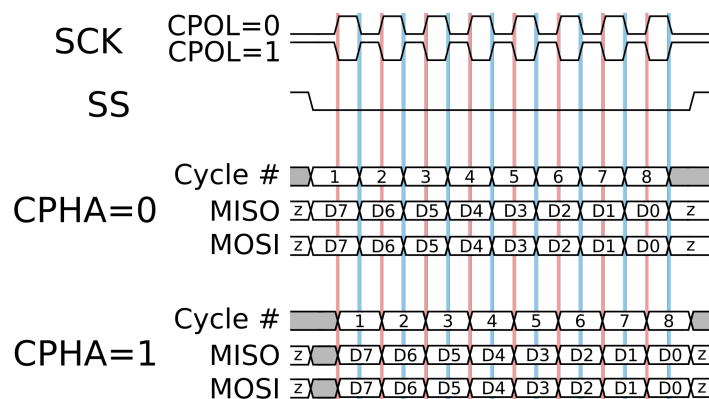 SCK CPOL=0
CPOL=1
SS
Cycle # 1 2 3 4 5 6 7 8
CPHA=0 MISO z D7 D6 D5 D4 D3 D2 D1 D0 z
MOSI z D7 D6 D5 D4 D3 D2 D1 D0 z
Cycle # 1 2 3 4 5 6 7 8
CPHA=1 MISO z D7 D6 D5 D4 D3 D2 D1 D0 z
MOSI z D7 D6 D5 D4 D3 D2 D1 D0 z